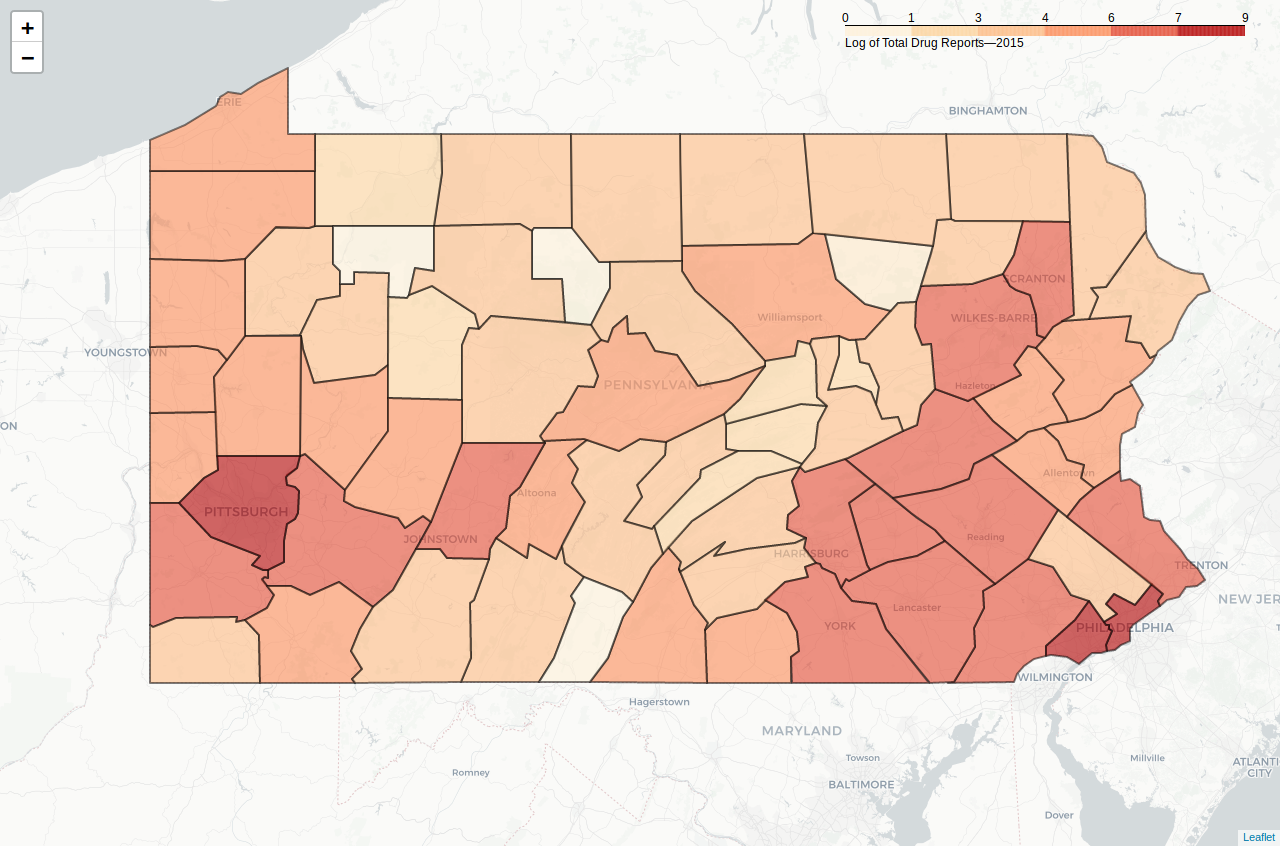 +
−
0 1 3 4 6 7 9
Log of Total Drug Reports—2015
ERIE
BINGHAMTON
SCRANTON
Williamsport
WILKES-BARRE
YOUNGSTOWN
PENNSYLVANIA
Hazleton
ON
Altoona
Allentown
PITTSBURGH
JOHNSTOWN
Reading
HARRISBURG
TRENTON
NEW JER
Lancaster
YORK
PHILADELPHIA
WILMINGTON
Hagerstown
MARYLAND
Towson
Millville
ATLANTI
CITY
Romney
BALTIMORE
Dover
Leaflet